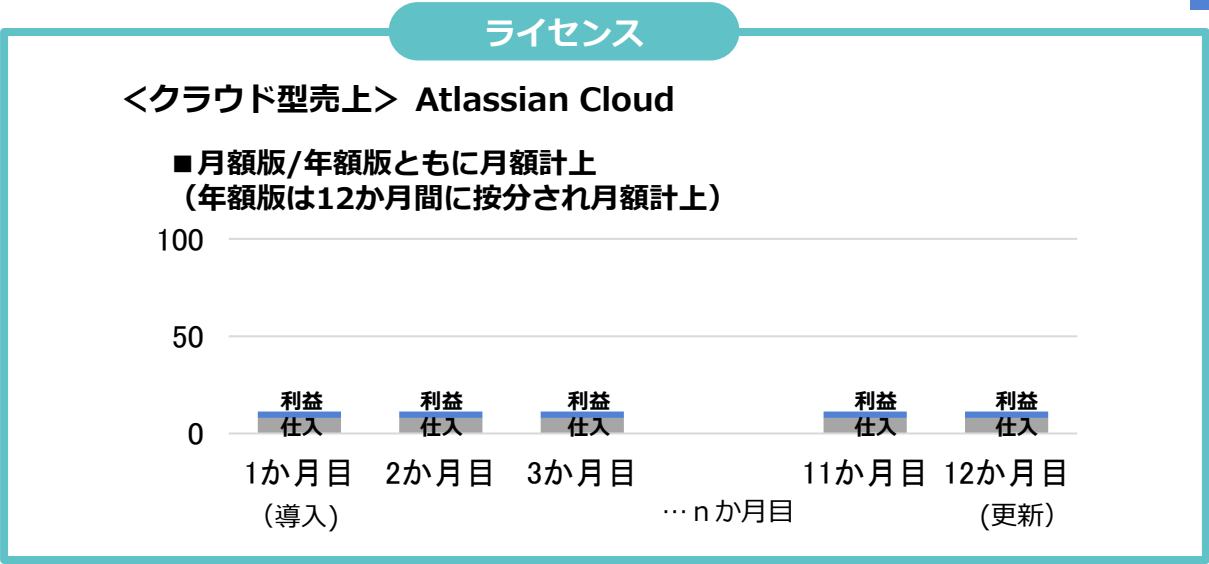 ライセンス
＜クラウド型売上＞ Atlassian Cloud
■月額版/年額版ともに月額計上
（年額版は12か月間に按分され月額計上）
100
50
0
利益 利益 利益 利益 利益
仕入 仕入 仕入 仕入 仕入
1か月目 2か月目 3か月目 11か月目 12か月目
（導入) …ｎか月目 (更新）